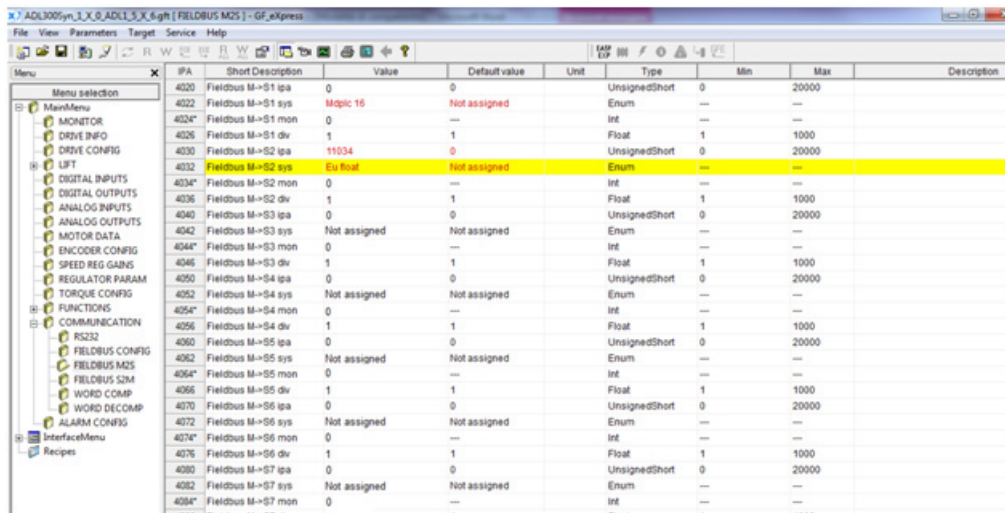 ADL300Syn_1_X_0_ADL1_5_X_6.gft [ FIELDBUS M2S ] - GF_eXpress
File View Parameters Target Service Help
Menu
IPA Short Description Value Default value Unit Type Min Max Description
Menu selection
MainMenu
MONITOR
DRIVE INFO
DRIVE CONFIG
LIFT
DIGITAL INPUTS
DIGITAL OUTPUTS
ANALOG INPUTS
ANALOG OUTPUTS
MOTOR DATA
ENCODER CONFIG
SPEED REG GAINS
REGULATOR PARAM
TORQUE CONFIG
FUNCTIONS
COMMUNICATION
RS232
FIELDBUS CONFIG
FIELDBUS M2S
FIELDBUS S2M
WORD COMP
WORD DECOMP
ALARM CONFIG
InterfaceMenu
Recipes
4020 Fieldbus M->S1 ipa 0 0 UnsignedShort 0 20000
4022 Fieldbus M->S1 sys Mdplc 16 Not assigned Enum --- ---
4024* Fieldbus M->S1 mon 0 --- Int --- ---
4026 Fieldbus M->S1 div 1 1 Float 1 1000
4030 Fieldbus M->S2 ipa 11034 0 UnsignedShort 0 20000
4032 Fieldbus M->S2 sys Eu float Not assigned Enum --- ---
4034* Fieldbus M->S2 mon 0 --- Int --- ---
4036 Fieldbus M->S2 div 1 1 Float 1 1000
4040 Fieldbus M->S3 ipa 0 0 UnsignedShort 0 20000
4042 Fieldbus M->S3 sys Not assigned Not assigned Enum --- ---
4044* Fieldbus M->S3 mon 0 --- Int --- ---
4046 Fieldbus M->S3 div 1 1 Float 1 1000
4050 Fieldbus M->S4 ipa 0 0 UnsignedShort 0 20000
4052 Fieldbus M->S4 sys Not assigned Not assigned Enum --- ---
4054* Fieldbus M->S4 mon 0 --- Int --- ---
4056 Fieldbus M->S4 div 1 1 Float 1 1000
4060 Fieldbus M->S5 ipa 0 0 UnsignedShort 0 20000
4062 Fieldbus M->S5 sys Not assigned Not assigned Enum --- ---
4064* Fieldbus M->S5 mon 0 --- Int --- ---
4066 Fieldbus M->S5 div 1 1 Float 1 1000
4070 Fieldbus M->S6 ipa 0 0 UnsignedShort 0 20000
4072 Fieldbus M->S6 sys Not assigned Not assigned Enum --- ---
4074* Fieldbus M->S6 mon 0 --- Int --- ---
4076 Fieldbus M->S6 div 1 1 Float 1 1000
4080 Fieldbus M->S7 ipa 0 0 UnsignedShort 0 20000
4082 Fieldbus M->S7 sys Not assigned Not assigned Enum --- ---
4084* Fieldbus M->S7 mon 0 --- Int --- ---